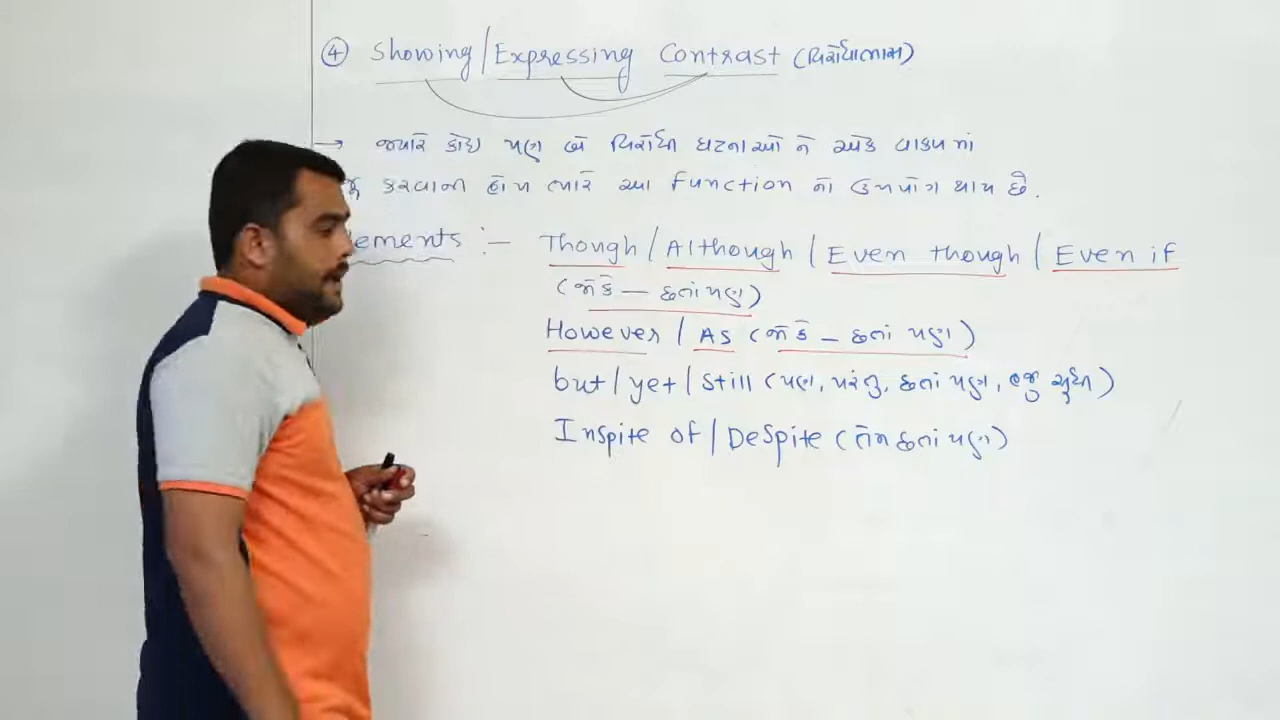 ④ Showing/Expressing Contrast (વિરોધાભાસ)
→ જ્યારે કોઇ પણ બે વિરોધી ઘટનાઓ ને એક વાક્ય માં
કરવાના હોય ત્યારે આ function નો ઉપયોગ થાય છે.
ements :- Though / Although / Even though / Even if
(જોકે — છતાંપણ)
However / As (જો કે — છતાં પણ)
but / yet / still (પણ, પરંતુ, છતાં પણ, હજુ સુધી)
Inspite of / Despite (તેમ છતાં પણ)